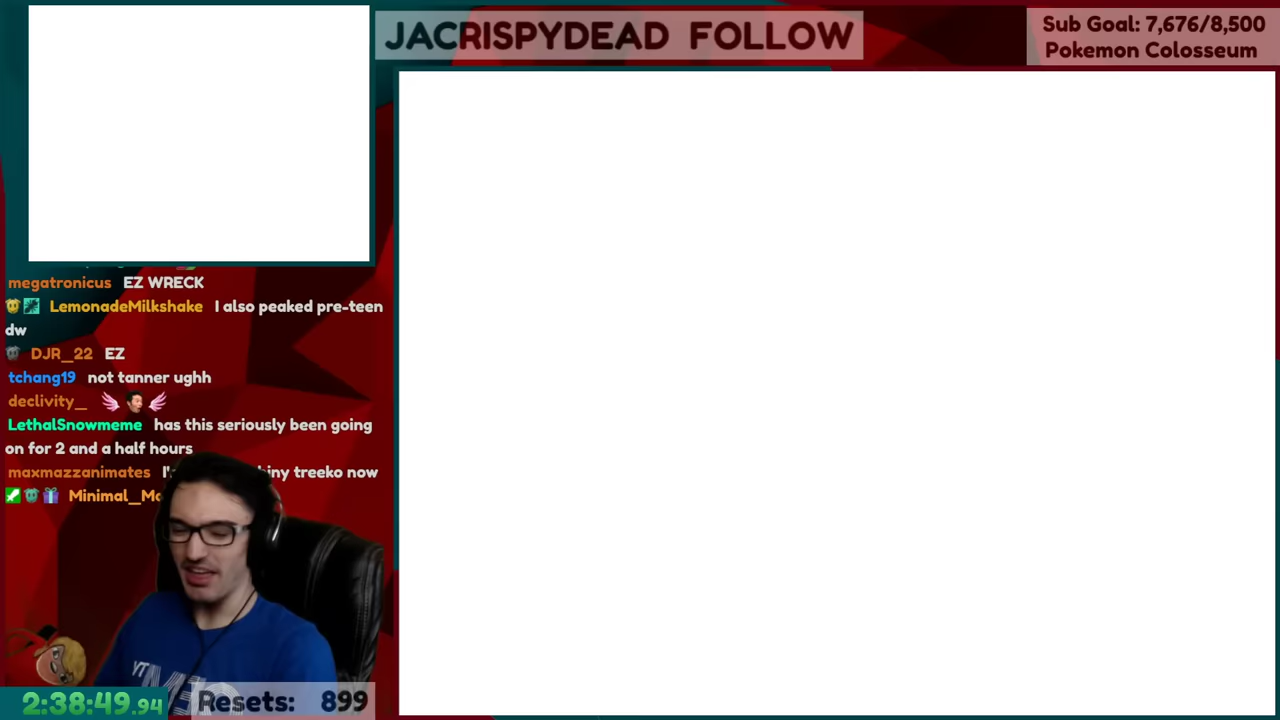 JACRISPYDEAD FOLLOW
Sub Goal: 7,676/8,500
Pokemon Colosseum
megatronicus EZ WRECK
LemonadeMilkshake I also peaked pre-teen
dw
DJR_22 EZ
tchang19 not tanner ughh
declivity_
LethalSnowmeme has this seriously been going
on for 2 and a half hours
maxmazzanimates treeko now
2:38:49.94 Resets: 899